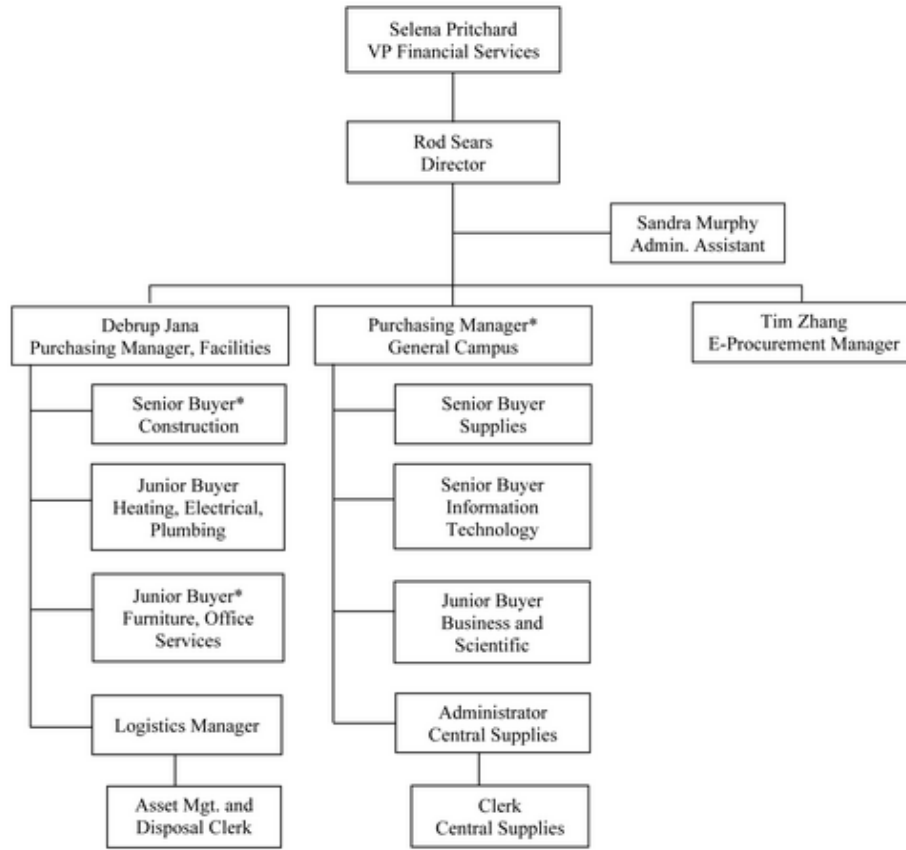 Selena Pritchard
VP Financial Services
Rod Sears
Director
Sandra Murphy
Admin. Assistant
Debrup Jana
Purchasing Manager, Facilities
Purchasing Manager*
General Campus
Tim Zhang
E-Procurement Manager
Senior Buyer*
Construction
Junior Buyer
Heating, Electrical,
Plumbing
Junior Buyer*
Furniture, Office
Services
Logistics Manager
Asset Mgt. and
Disposal Clerk
Senior Buyer
Supplies
Senior Buyer
Information
Technology
Junior Buyer
Business and
Scientific
Administrator
Central Supplies
Clerk
Central Supplies